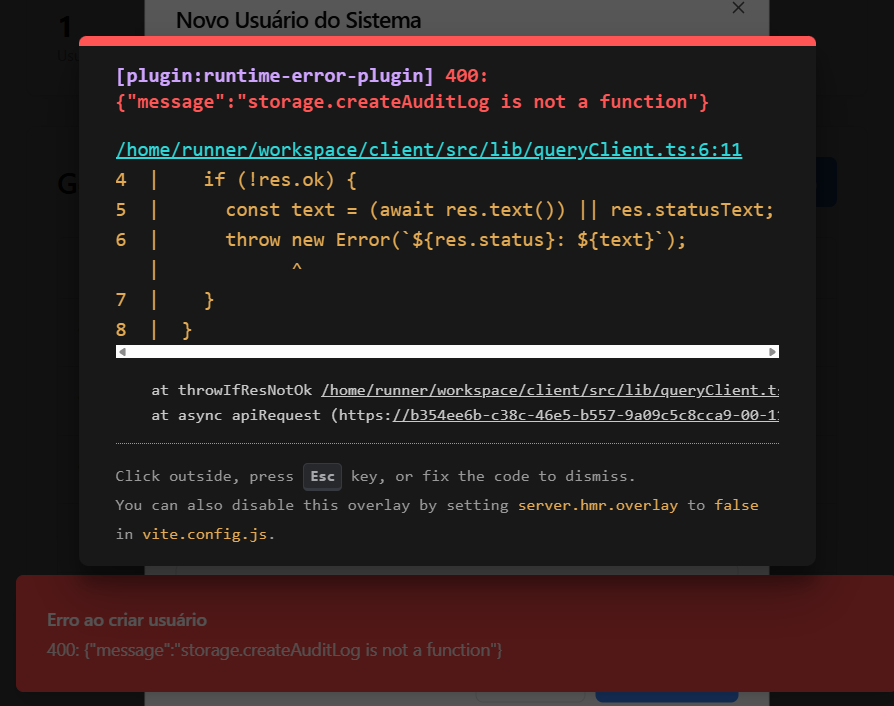 Novo Usuário do Sistema
1
[plugin:runtime-error-plugin] 400:
{"message":"storage.createAuditLog is not a function"}
/home/runner/workspace/client/src/lib/queryClient.ts:6:11
4  |    if (!res.ok) {
5  |      const text = (await res.text()) || res.statusText;
6  |      throw new Error(`${res.status}: ${text}`);
   |            ^
7  |    }
8  |  }
at throwIfResNotOk /home/runner/workspace/client/src/lib/queryClient.t
at async apiRequest (https://b354ee6b-c38c-46e5-b557-9a09c5c8cca9-00-1
Click outside, press Esc key, or fix the code to dismiss.
You can also disable this overlay by setting server.hmr.overlay to false
in vite.config.js.
Erro ao criar usuário
400: {"message":"storage.createAuditLog is not a function"}